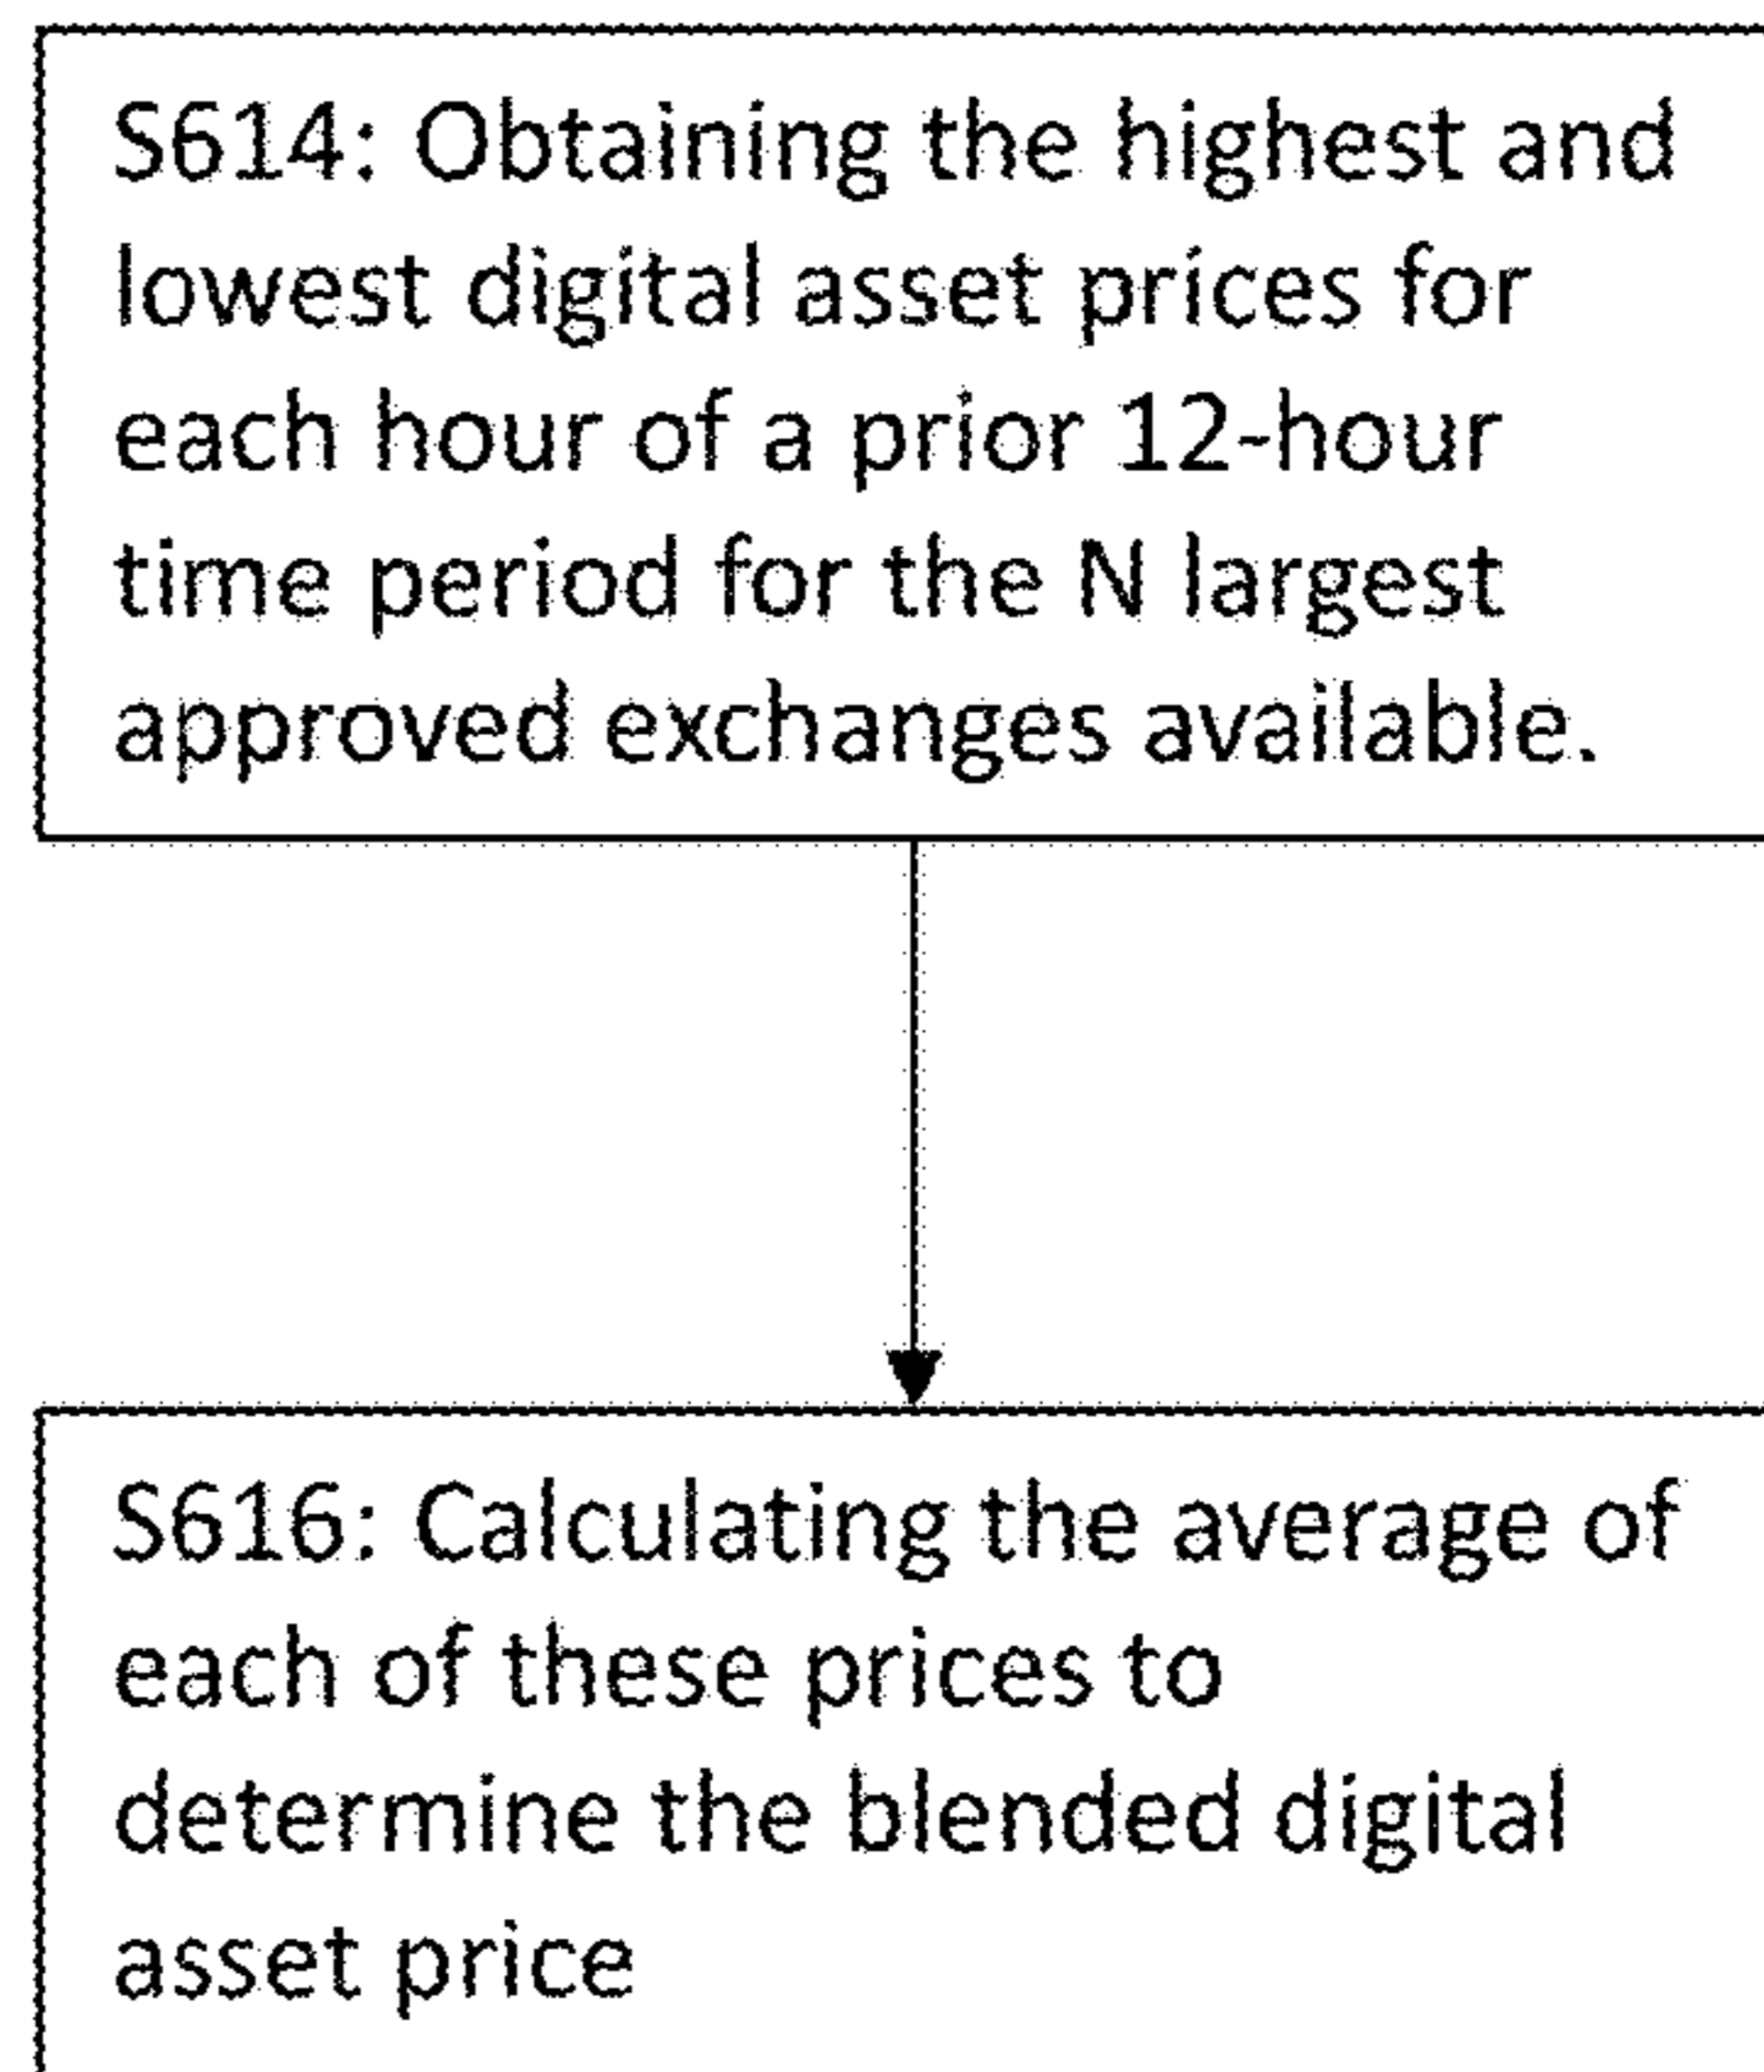 S614: Obtaining the highest and
lowest digital asset prices for
each hour of a prior 12-hour
time period for the N largest
approved exchanges available.
S616: Calculating the average of
each of these prices to
determine the blended digital
asset price